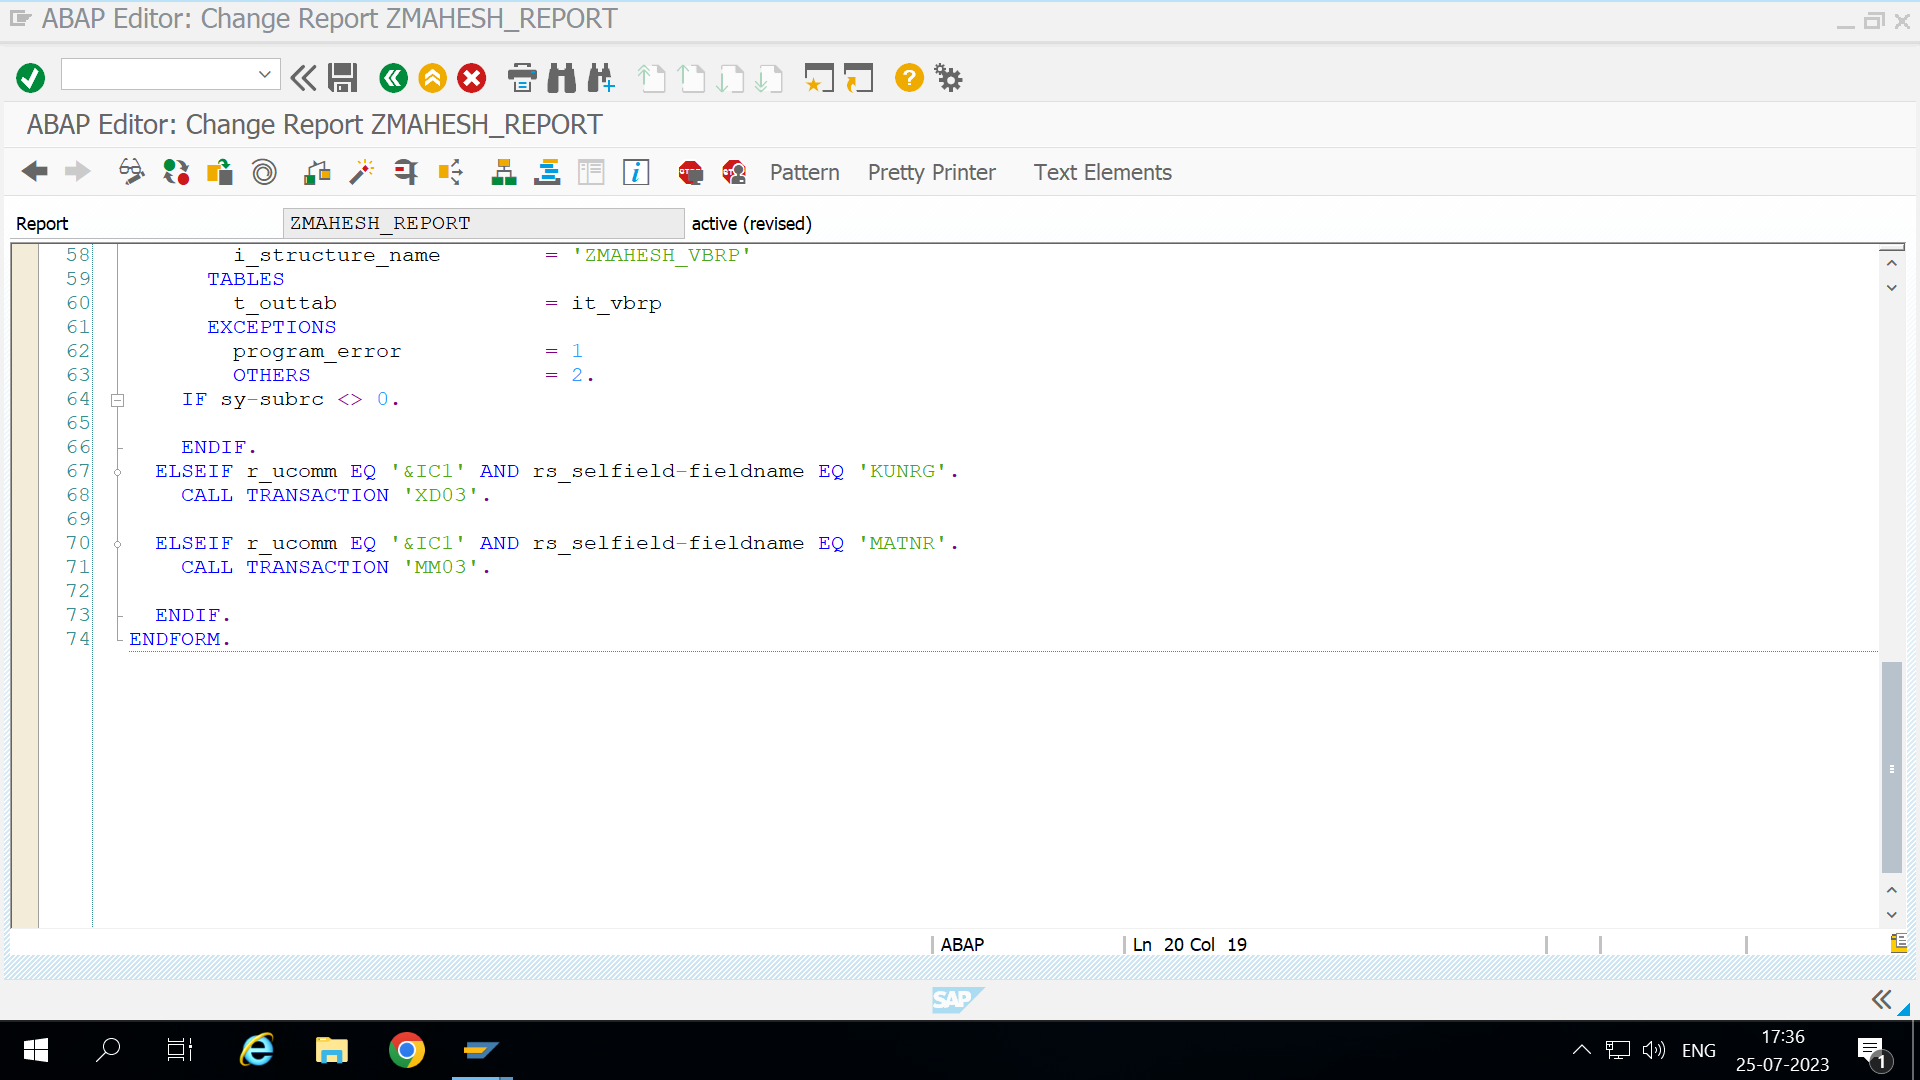 ABAP Editor: Change Report ZMAHESH_REPORT
ABAP Editor: Change Report ZMAHESH_REPORT
Pattern Pretty Printer Text Elements
Report ZMAHESH_REPORT active (revised)
58 i_structure_name = 'ZMAHESH_VBRP'
59 TABLES
60 t_outtab = it_vbrp
61 EXCEPTIONS
62 program_error = 1
63 OTHERS = 2.
64 IF sy-subrc <> 0.
65
66 ENDIF.
67 ELSEIF r_ucomm EQ '&IC1' AND rs_selfield-fieldname EQ 'KUNRG'.
68 CALL TRANSACTION 'XD03'.
69
70 ELSEIF r_ucomm EQ '&IC1' AND rs_selfield-fieldname EQ 'MATNR'.
71 CALL TRANSACTION 'MM03'.
72
73 ENDIF.
74 ENDFORM.
ABAP Ln 20 Col 19
SAP
ENG 17:36
25-07-2023
1